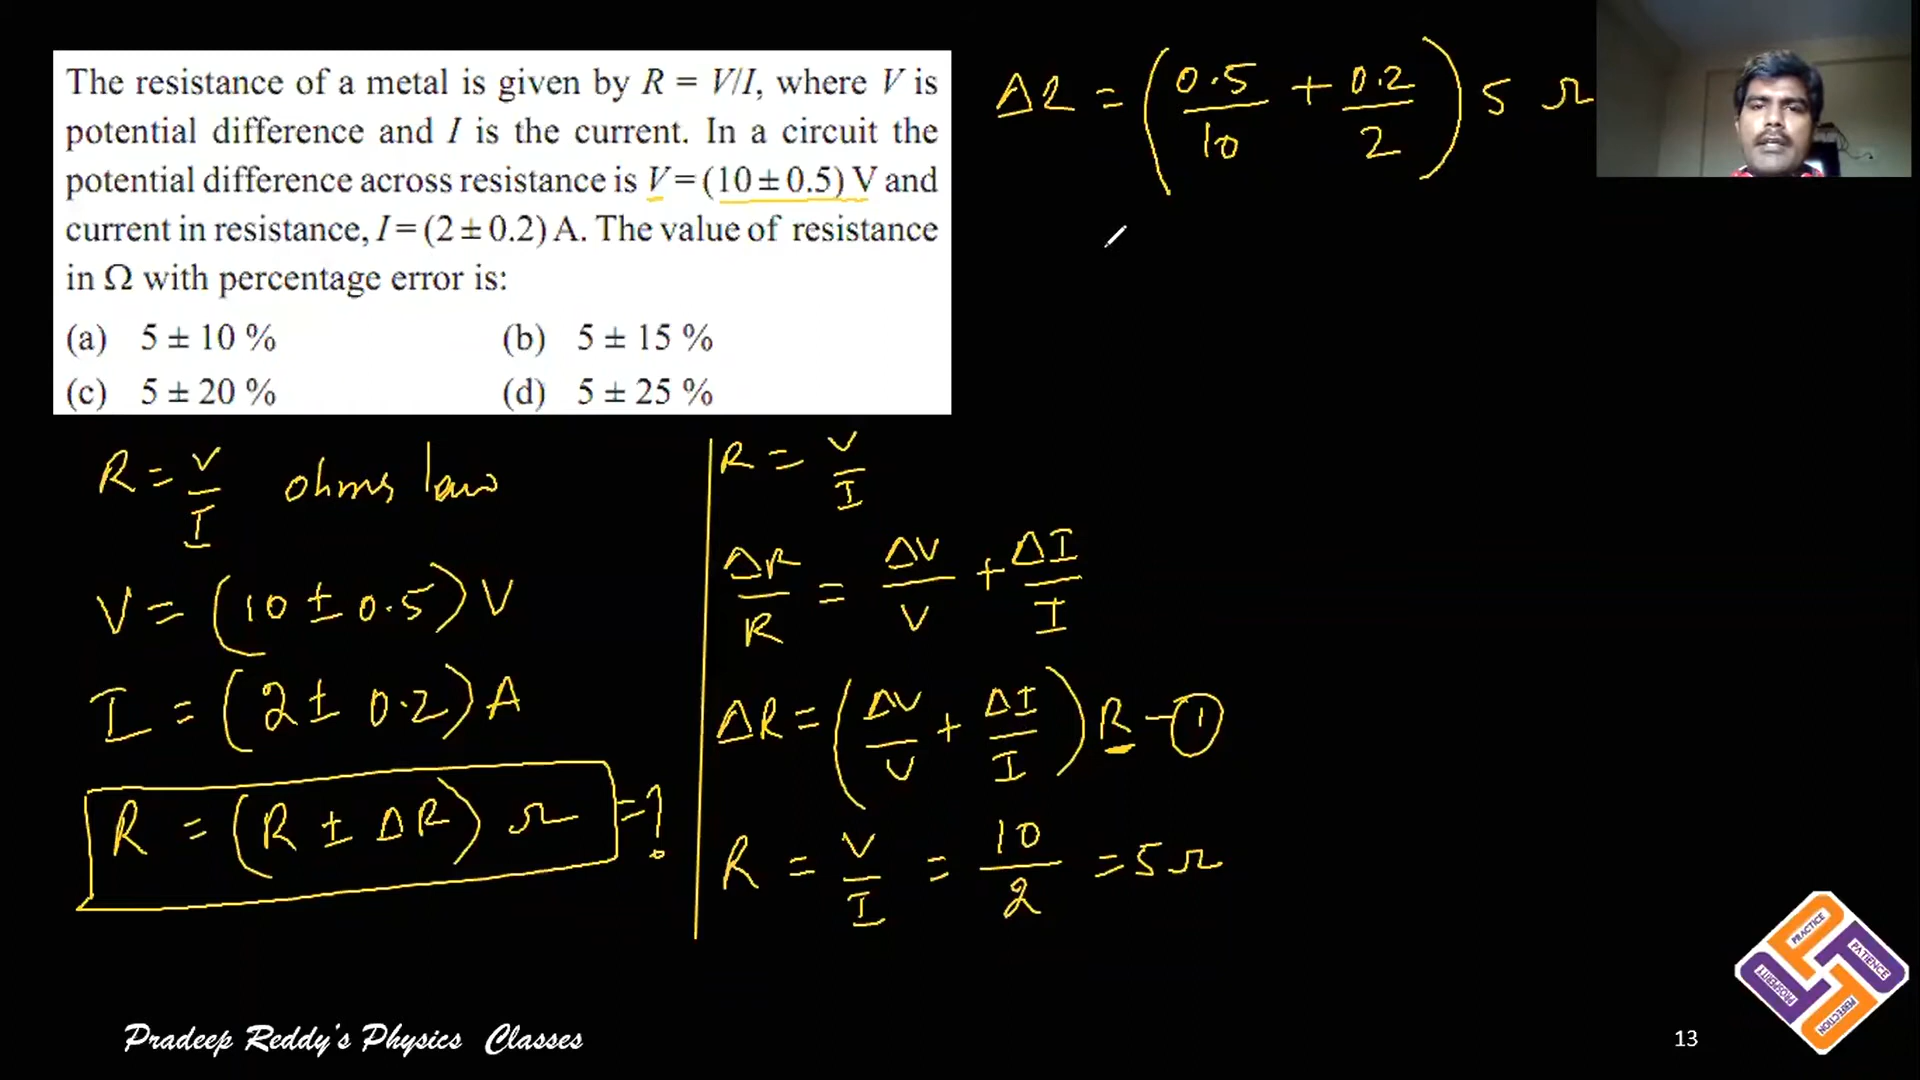 The resistance of a metal is given by R = V/I, where V is
potential difference and I is the current. In a circuit the
potential difference across resistance is V = (10 ± 0.5) V and
current in resistance, I = (2 ± 0.2) A. The value of resistance
in Ω with percentage error is:
(a) 5 ± 10 % (b) 5 ± 15 %
(c) 5 ± 20 % (d) 5 ± 25 %
R = V/I ohms law
V = (10 ± 0.5) V
I = (2 ± 0.2) A
R = (R ± ΔR) Ω = ?
R = V/I
ΔR/R = ΔV/V + ΔI/I
ΔR = (ΔV/V + ΔI/I) R - ①
R = V/I = 10/2 = 5 Ω
ΔR = (0.5/10 + 0.2/2) 5 Ω
Pradeep Reddy's Physics Classes
13
PRACTICE
PATIENCE
PROSPERITY
PERFECTION